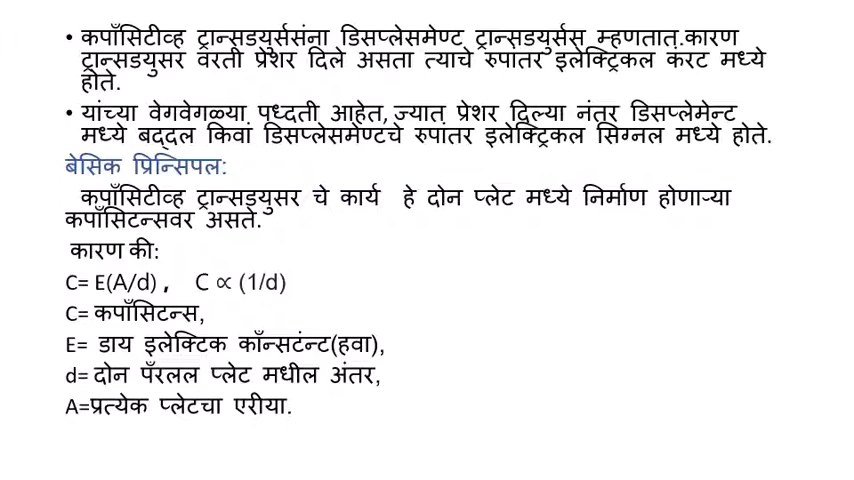 • कपाँसिटीव्ह ट्रान्सडयुर्ससंना डिसप्लेसमेण्ट ट्रान्सडयुर्सस म्हणतात.कारण
ट्रान्सडयुसर वरती प्रेशर दिले असता त्याचे रुपांतर इलेक्ट्रिकल करंट मध्ये
होते.
• यांच्या वेगवेगळ्या पध्दती आहेत, ज्यात प्रेशर दिल्या नंतर डिसप्लेमेन्ट
मध्ये बद्दल किंवा डिसप्लेसमेण्टचे रुपांतर इलेक्ट्रिकल सिग्नल मध्ये होते.
बेसिक प्रिन्सिपल:
कपाँसिटीव्ह ट्रान्सडयुसर चे कार्य हे दोन प्लेट मध्ये निर्माण होणाऱ्या
कपाँसिटन्सवर असते.
कारण की:
C= E(A/d) , C ∝ (1/d)
C= कपाँसिटन्स,
E= डाय इलेक्टिक काँन्सटंन्ट(हवा),
d= दोन पँरलल प्लेट मधील अंतर,
A=प्रत्येक प्लेटचा एरीया.